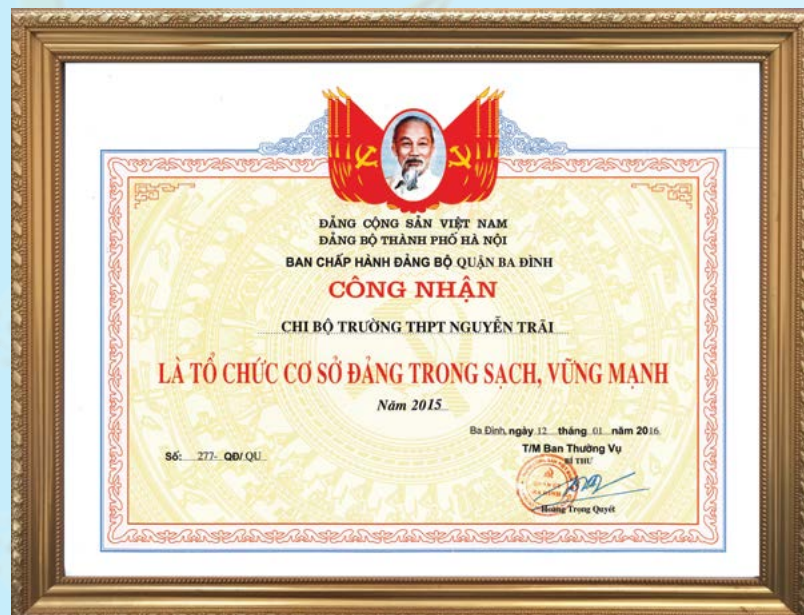 ĐẢNG CỘNG SẢN VIỆT NAM
ĐẢNG BỘ THÀNH PHỐ HÀ NỘI
BAN CHẤP HÀNH ĐẢNG BỘ QUẬN BA ĐÌNH
CÔNG NHẬN
CHI BỘ TRƯỜNG THPT NGUYỄN TRÃI
LÀ TỔ CHỨC CƠ SỞ ĐẢNG TRONG SẠCH, VỮNG MẠNH
Năm 2015
Ba Đình, ngày 12 tháng 01 năm 2016
Số: 277- QĐ/ QU
T/M Ban Thường Vụ
BÍ THƯ
Hoàng Trọng Quyết